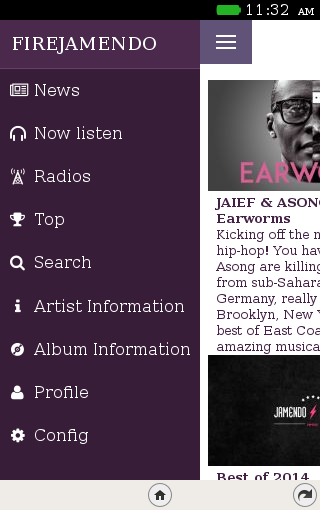 11:32 AM
FIREJAMENDO
News
Now listen
Radios
Top
Search
Artist Information
Album Information
Profile
Config
EARW
JAIEF & ASON
Earworms
Kicking off the
hip-hop! You hav
Asong are killing
from sub-Sahara
Germany, really
Brooklyn, New
best of East Coa
amazing musica
JAMENDO
Best of 2014